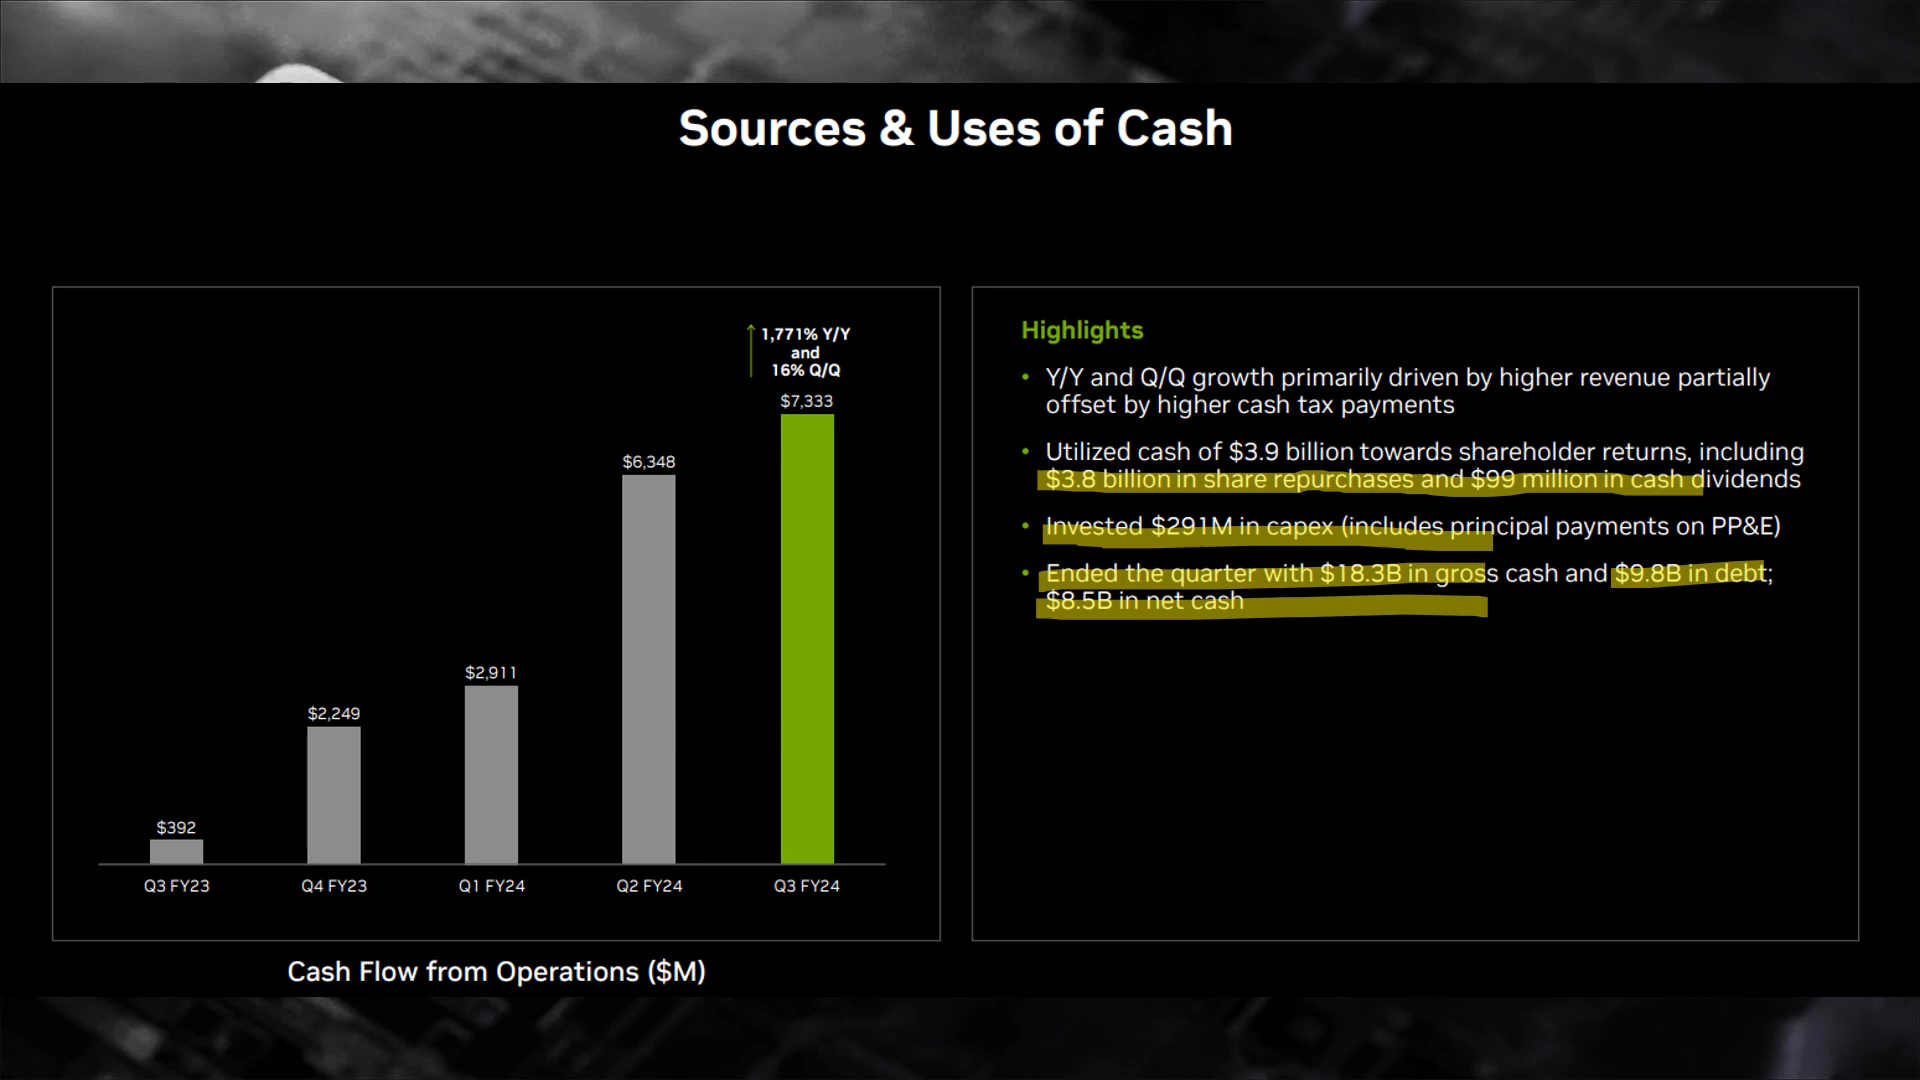 Sources & Uses of Cash
1,771% Y/Y
and
16% Q/Q
$7,333
$6,348
$2,911
$2,249
$392
Q3 FY23
Q4 FY23
Q1 FY24
Q2 FY24
Q3 FY24
Cash Flow from Operations ($M)
Highlights
• Y/Y and Q/Q growth primarily driven by higher revenue partially
offset by higher cash tax payments
• Utilized cash of $3.9 billion towards shareholder returns, including
$3.8 billion in share repurchases and $99 million in cash dividends
• Invested $291M in capex (includes principal payments on PP&E)
• Ended the quarter with $18.3B in gross cash and $9.8B in debt;
$8.5B in net cash